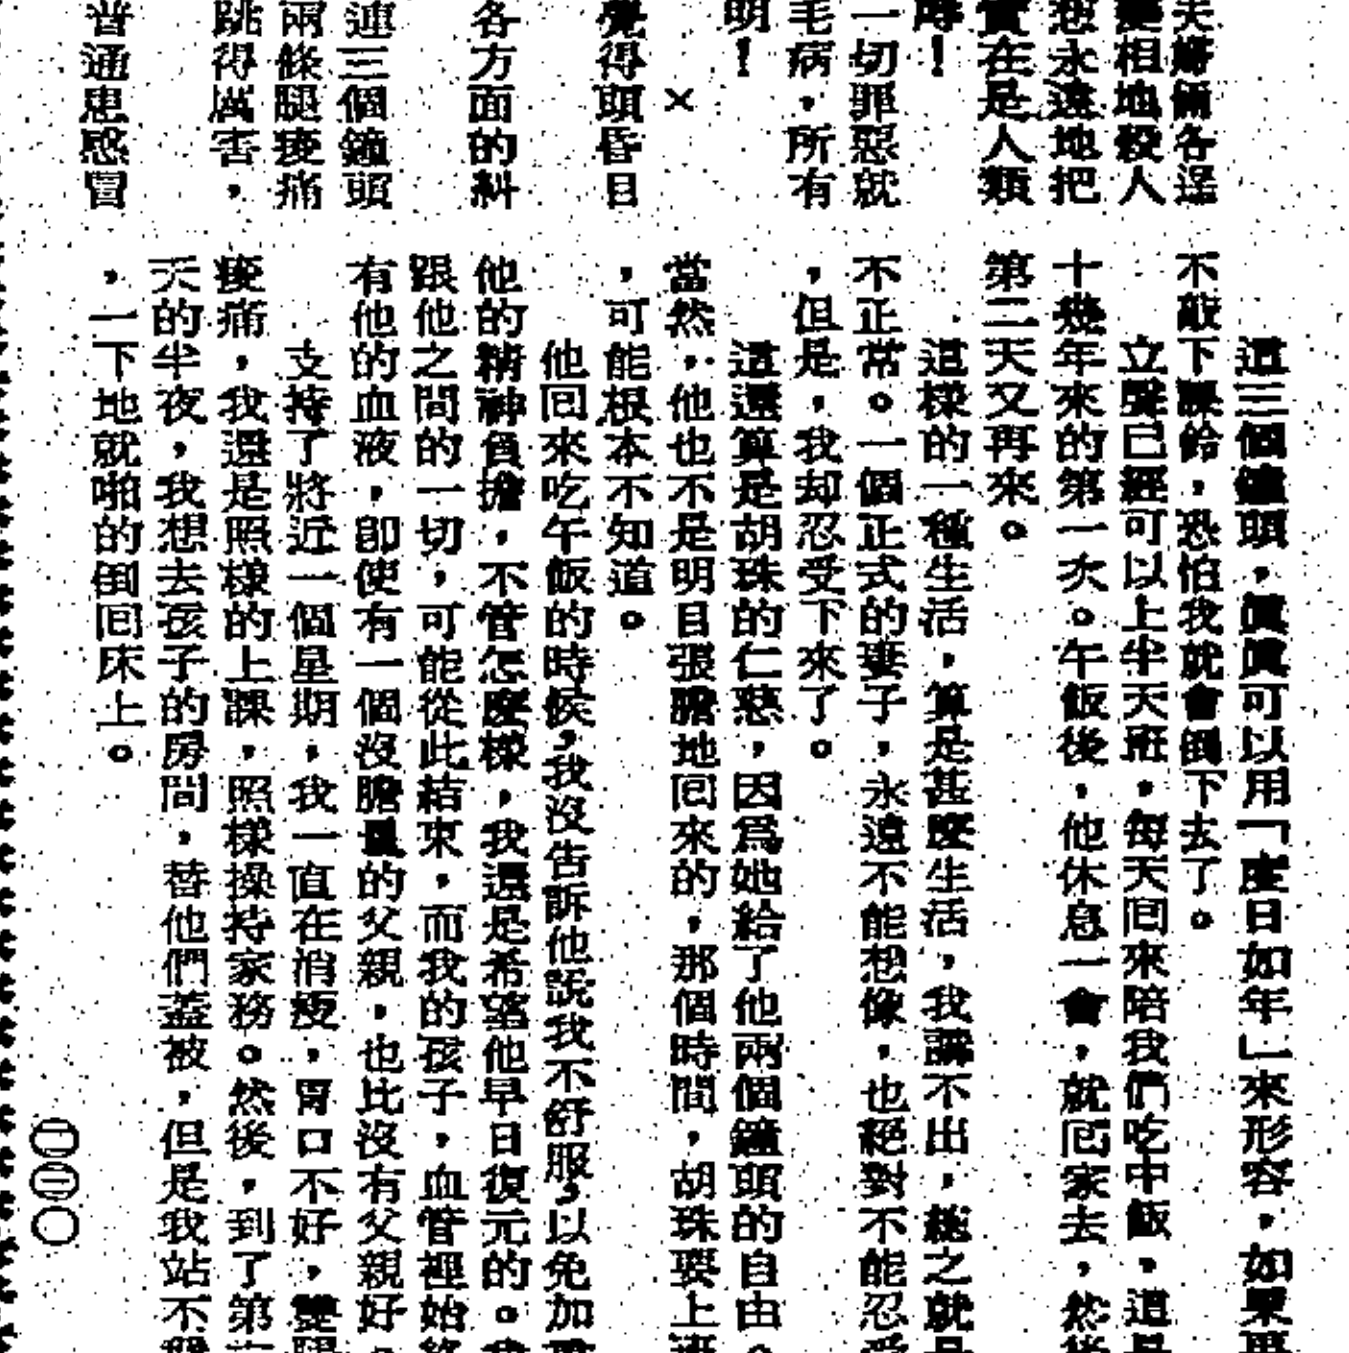 夫婦倆各逞
變相地殺人
想永遠地把
實在是人類
時!
一切罪惡就
毛病,所有
明!
×
覺得頭昏目
各方面的糾
連三個鐘頭
兩條腿痠痛
跳得厲害,
普通患感冒
這三個鐘頭,眞眞可以用「度日如年」來形容,如果再
不敲下課鈴,恐怕我就會倒下去了。
立聲已經可以上半天班,每天囘來陪我們吃中飯,這是
十幾年來的第一次。午飯後,他休息一會,就囘家去,然後
第二天又再來。
這樣的一種生活,算是甚麼生活,我講不出,總之就是
不正常。一個正式的妻子,永遠不能想像,也絕對不能忍受
,但是,我却忍受下來了。
這還算是胡珠的仁慈,因爲她給了他兩個鐘頭的自由。
當然,他也不是明目張膽地囘來的,那個時間,胡珠要上班
,可能根本不知道。
他囘來吃午飯的時候,我沒告訴他說我不舒服,以免加重
他的精神負擔,不管怎麼樣,我還是希望他早日復元的。我
跟他之間的一切,可能從此結束,而我的孩子,血管裡始終
有他的血液,卽使有一個沒膽量的父親,也比沒有父親好。
支持了將近一個星期,我一直在消瘦,胃口不好,雙腿
痠痛,我還是照樣的上課,照樣操持家務。然後,到了第六
天的半夜,我想去孩子的房間,替他們蓋被,但是我站不穩
,一下地就啪的倒囘床上。
㊁㊂〇